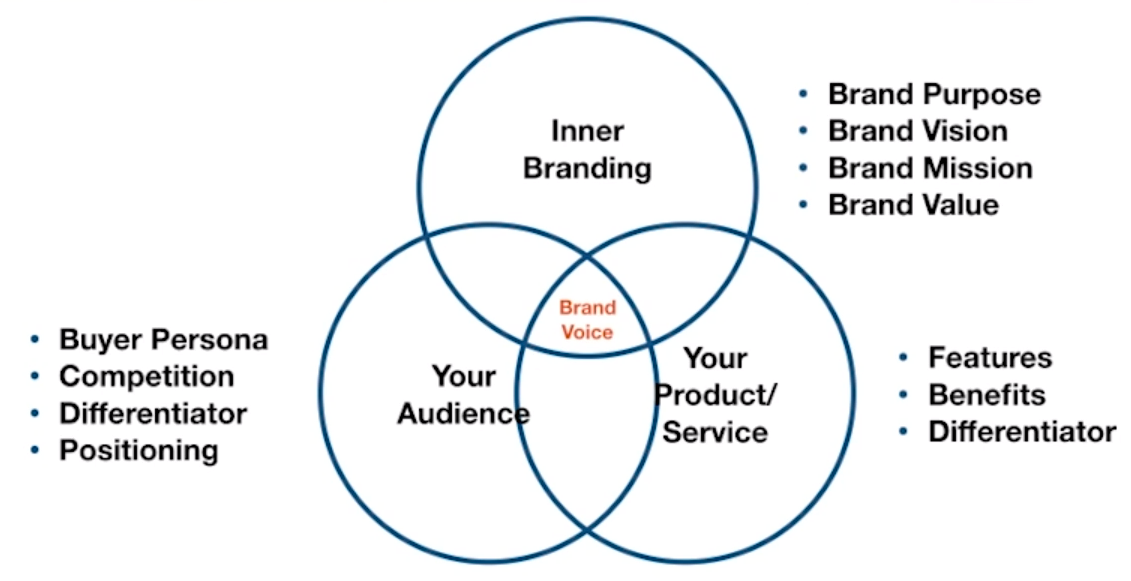 Inner
Branding
• Brand Purpose
• Brand Vision
• Brand Mission
• Brand Value
Brand
Voice
• Buyer Persona
• Competition
• Differentiator
• Positioning
Your
Audience
Your
Product/
Service
• Features
• Benefits
• Differentiator